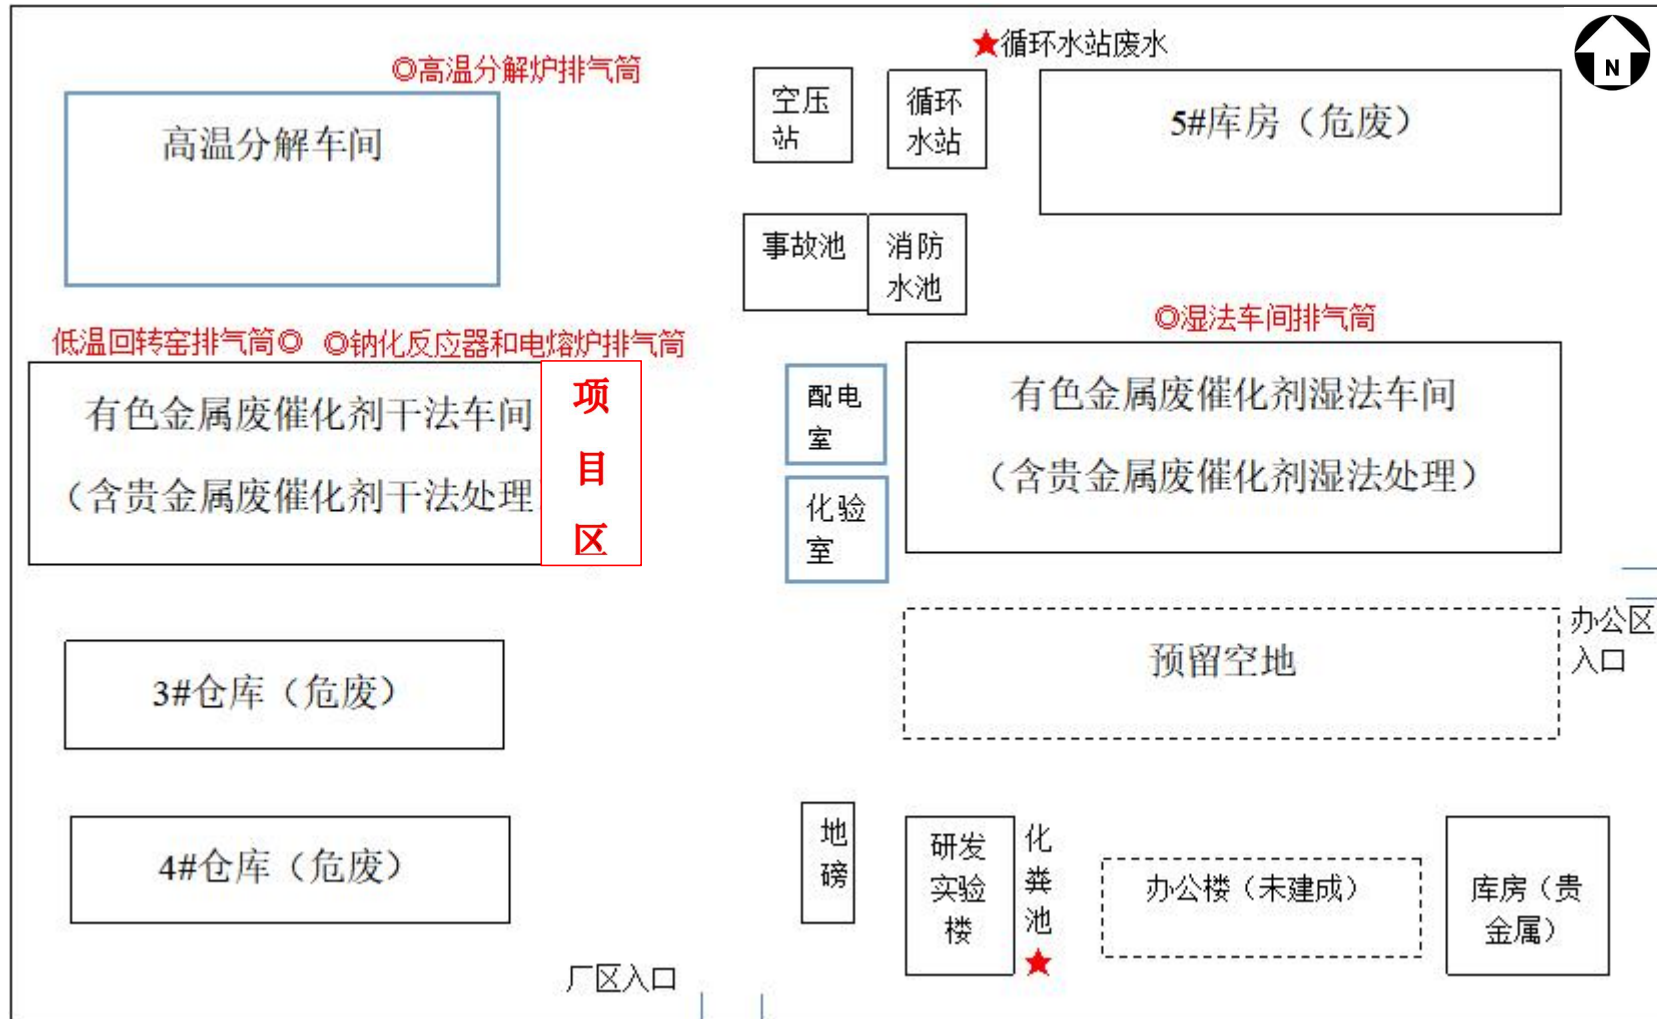 ★循环水站废水
N
◎高温分解炉排气筒
高温分解车间
空压
站
循环
水站
5#库房（危废）
事故池
消防
水池
低温回转窑排气筒◎
◎钠化反应器和电熔炉排气筒
◎湿法车间排气筒
有色金属废催化剂干法车间
（含贵金属废催化剂干法处理
项
目
区
配电
室
化验
室
有色金属废催化剂湿法车间
（含贵金属废催化剂湿法处理）
预留空地
办公区
入口
3#仓库（危废）
4#仓库（危废）
地
磅
研发
实验
楼
化
粪
池
★
办公楼（未建成）
库房（贵
金属）
厂区入口